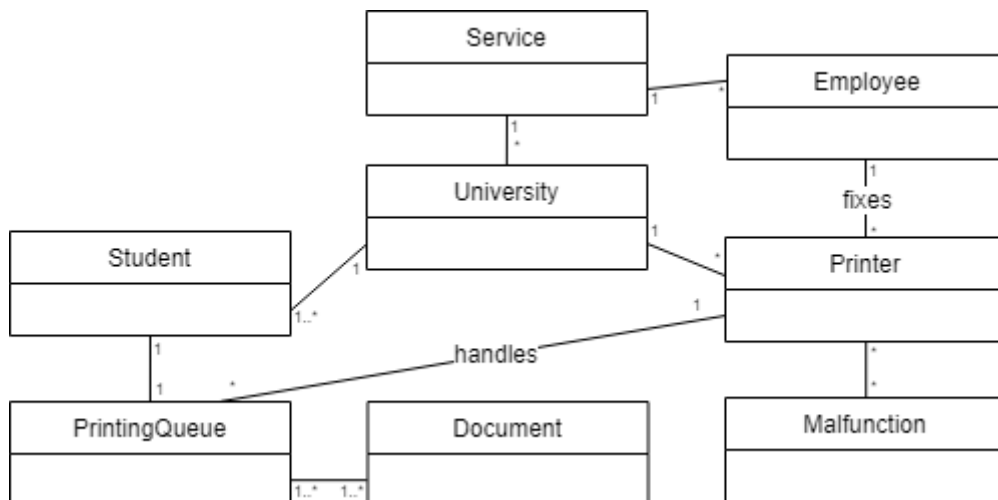 Service
Employee
1
*
1
*
1
University
fixes
Student
1
1
*
*
Printer
1..*
1
1
handles
*
1
*
*
PrintingQueue
Document
Malfunction
1..*
1..*